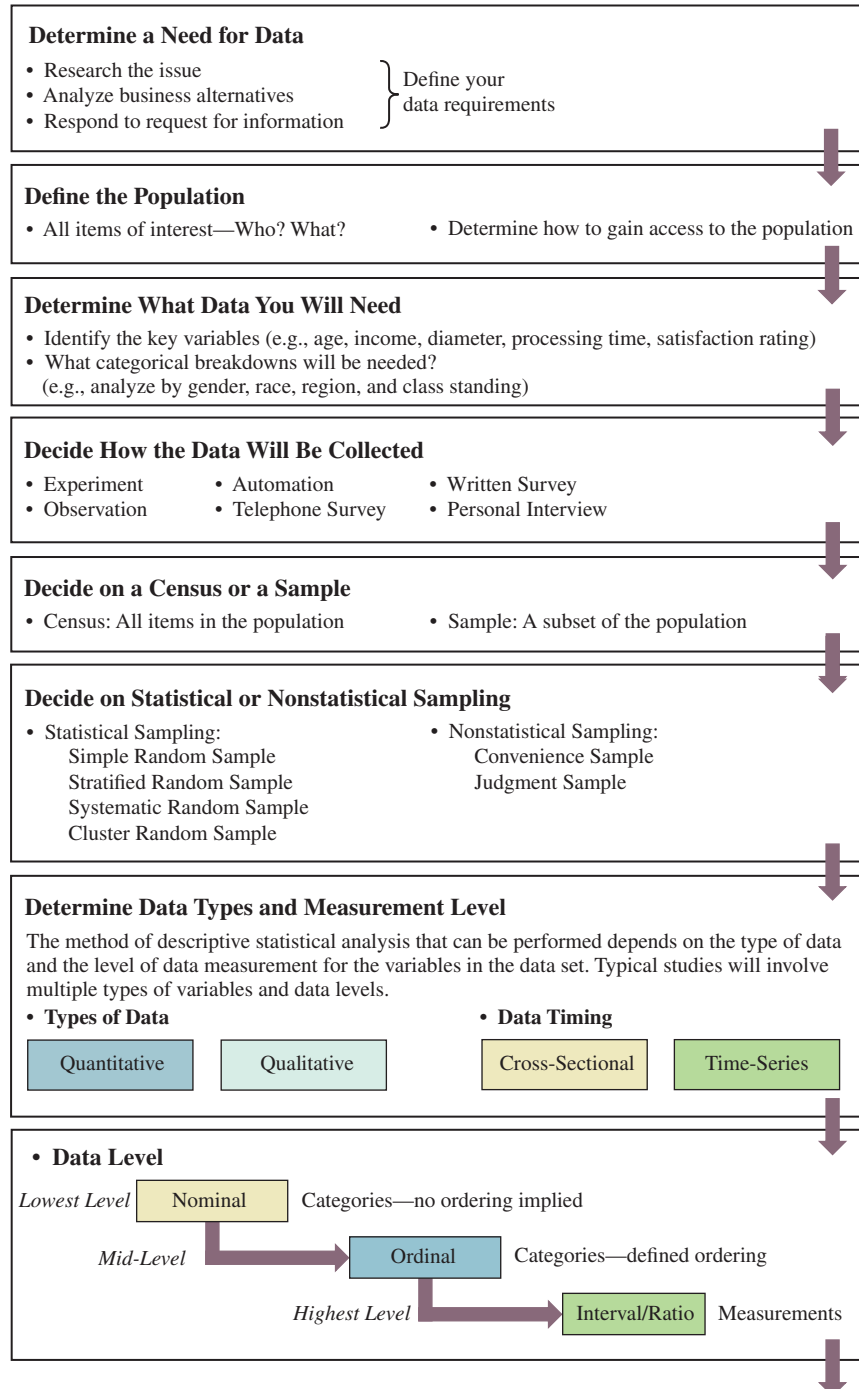 Determine a Need for Data
• Research the issue
• Analyze business alternatives
• Respond to request for information
Define your
data requirements
Define the Population
• All items of interest—Who? What?
• Determine how to gain access to the population
Determine What Data You Will Need
• Identify the key variables (e.g., age, income, diameter, processing time, satisfaction rating)
• What categorical breakdowns will be needed?
(e.g., analyze by gender, race, region, and class standing)
Decide How the Data Will Be Collected
• Experiment
• Observation
• Automation
• Telephone Survey
• Written Survey
• Personal Interview
Decide on a Census or a Sample
• Census: All items in the population
• Sample: A subset of the population
Decide on Statistical or Nonstatistical Sampling
• Statistical Sampling:
Simple Random Sample
Stratified Random Sample
Systematic Random Sample
Cluster Random Sample
• Nonstatistical Sampling:
Convenience Sample
Judgment Sample
Determine Data Types and Measurement Level
The method of descriptive statistical analysis that can be performed depends on the type of data
and the level of data measurement for the variables in the data set. Typical studies will involve
multiple types of variables and data levels.
• Types of Data
Quantitative
Qualitative
• Data Timing
Cross-Sectional
Time-Series
• Data Level
Lowest Level
Nominal
Categories—no ordering implied
Mid-Level
Ordinal
Categories—defined ordering
Highest Level
Interval/Ratio
Measurements